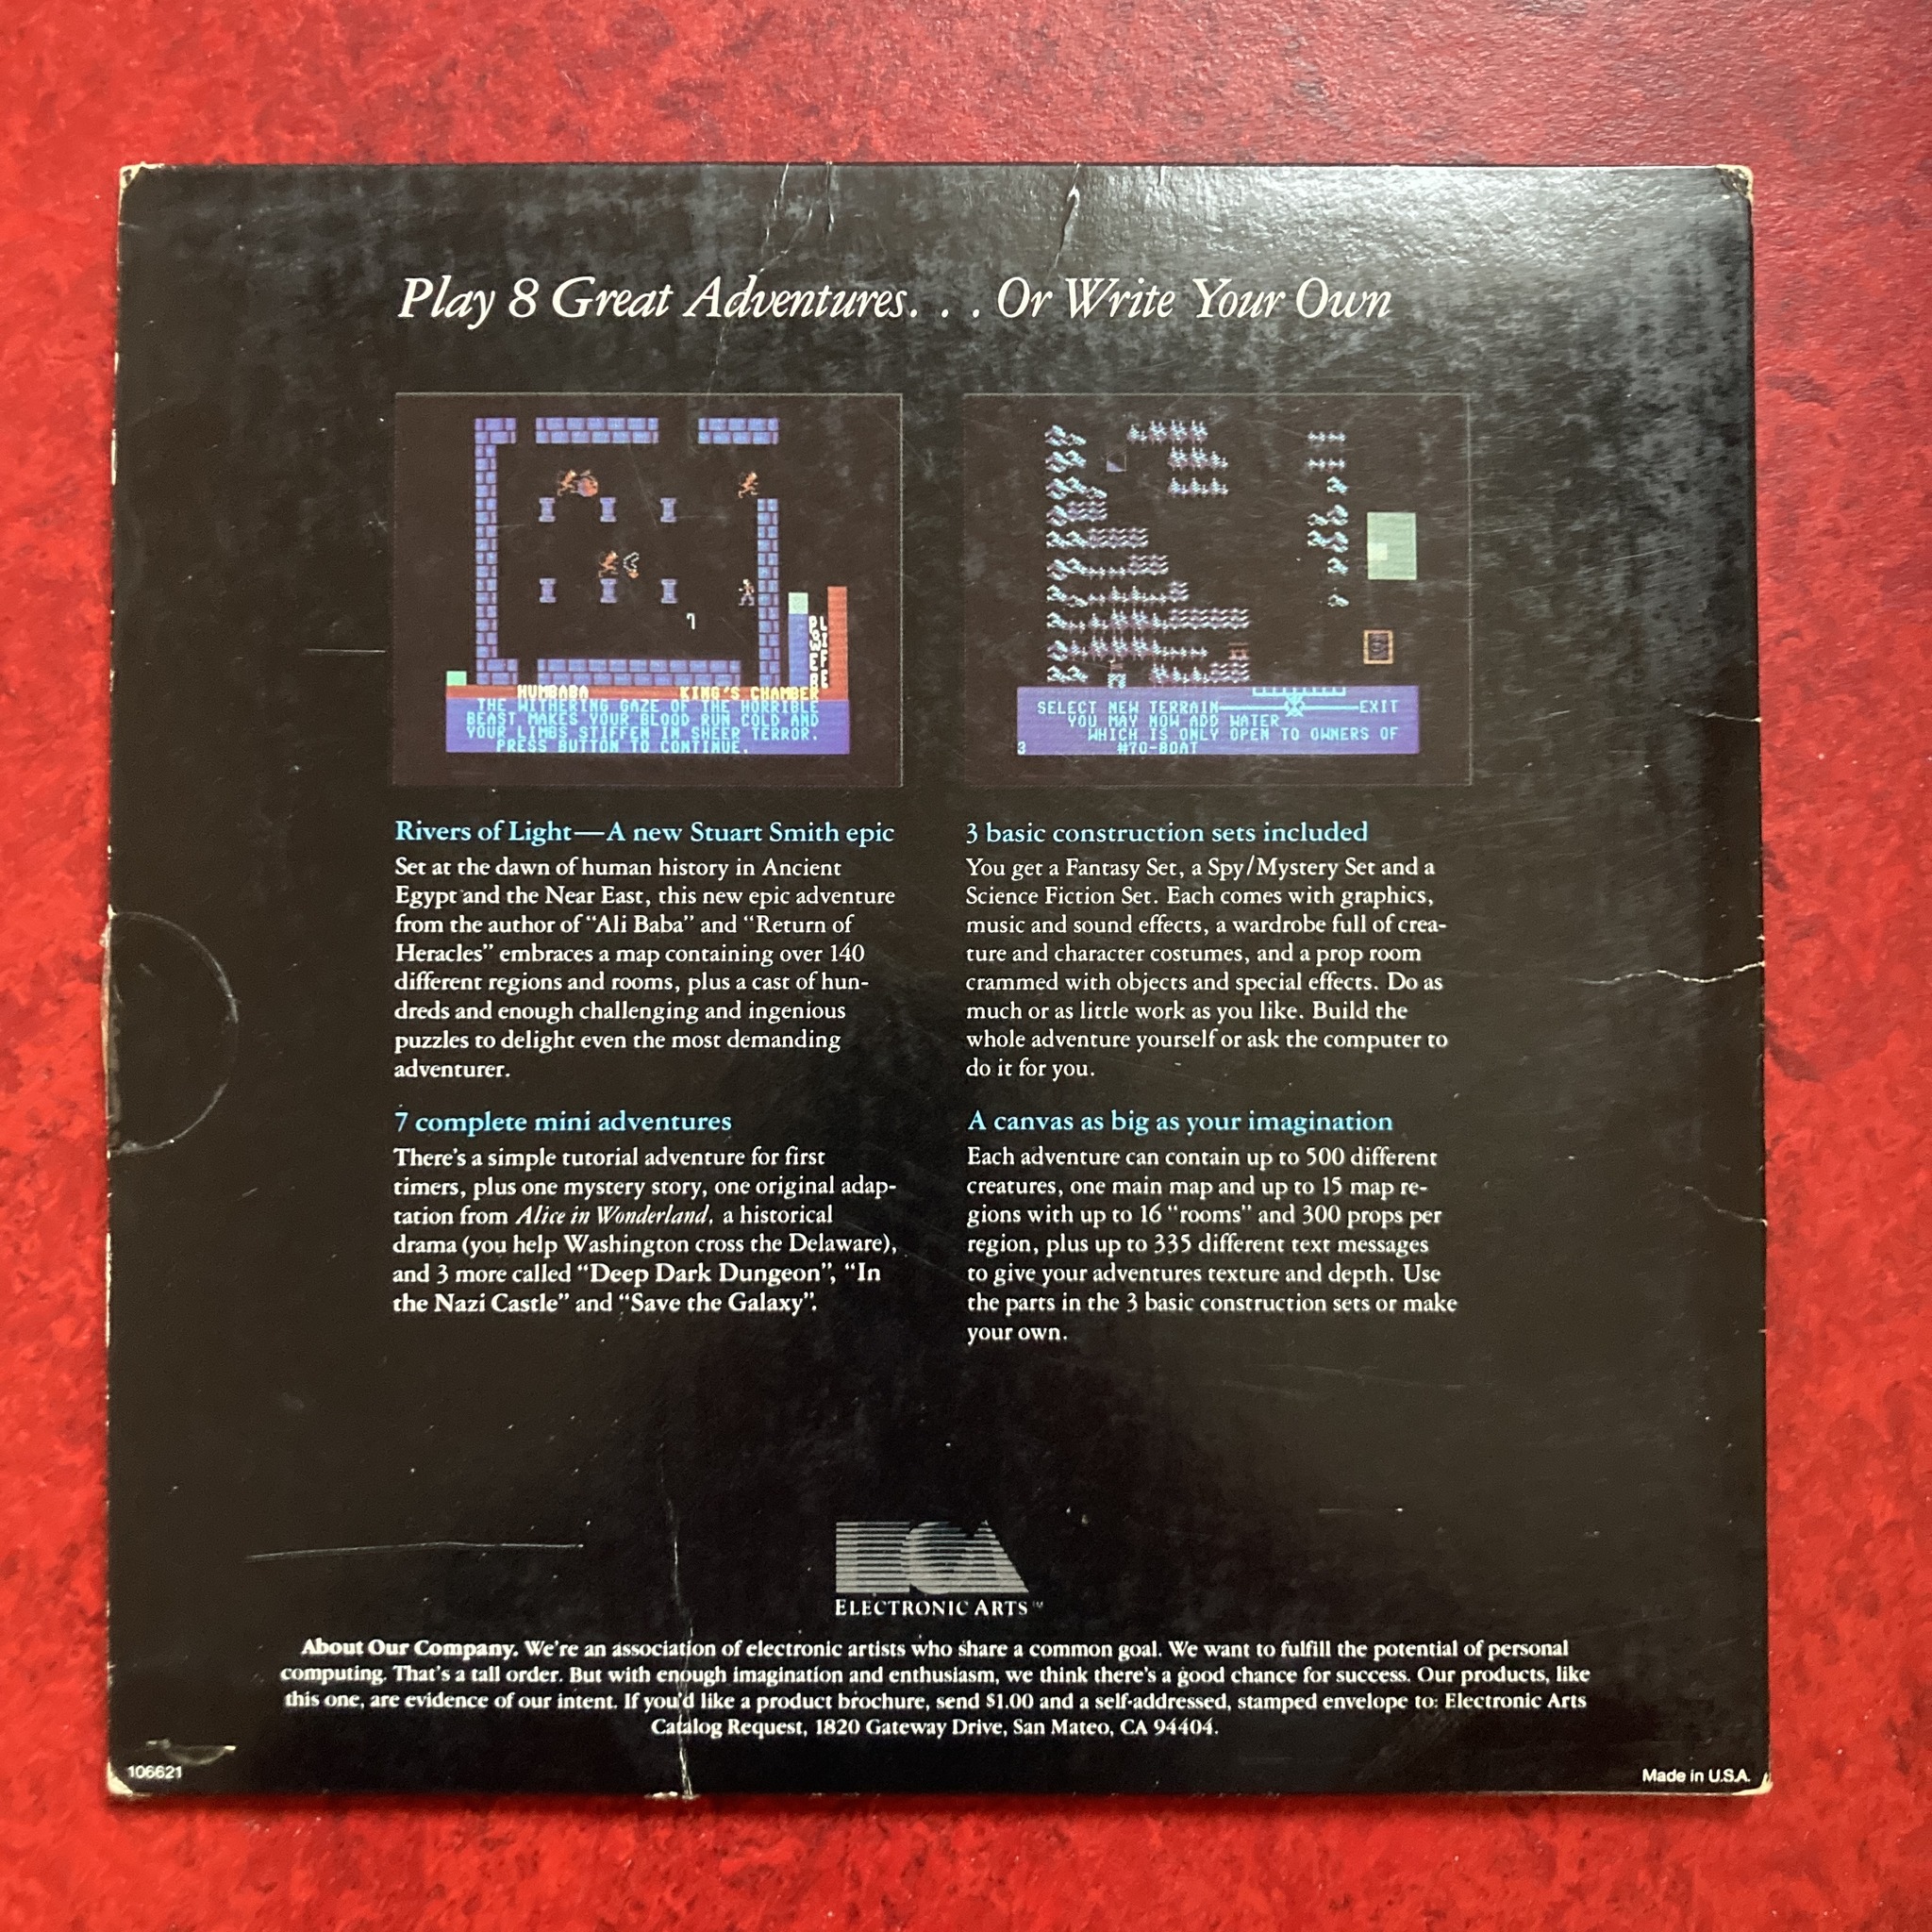 Play 8 Great Adventures. . . Or Write Your Own
POWER
LIFE
7
HUMBABA KING'S CHAMBER
THE WITHERING GAZE OF THE HORRIBLE
BEAST MAKES YOUR BLOOD RUN COLD AND
YOUR LIMBS STIFFEN IN SHEER TERROR.
PRESS BUTTON TO CONTINUE.
SELECT NEW TERRAIN EXIT
YOU MAY NOW ADD WATER
WHICH IS ONLY OPEN TO OWNERS OF
3 #70-BOAT
Rivers of Light—A new Stuart Smith epic
Set at the dawn of human history in Ancient
Egypt and the Near East, this new epic adventure
from the author of “Ali Baba” and “Return of
Heracles” embraces a map containing over 140
different regions and rooms, plus a cast of hun-
dreds and enough challenging and ingenious
puzzles to delight even the most demanding
adventurer.
7 complete mini adventures
There's a simple tutorial adventure for first
timers, plus one mystery story, one original adap-
tation from Alice in Wonderland, a historical
drama (you help Washington cross the Delaware),
and 3 more called “Deep Dark Dungeon”, “In
the Nazi Castle” and “Save the Galaxy”.
3 basic construction sets included
You get a Fantasy Set, a Spy/Mystery Set and a
Science Fiction Set. Each comes with graphics,
music and sound effects, a wardrobe full of crea-
ture and character costumes, and a prop room
crammed with objects and special effects. Do as
much or as little work as you like. Build the
whole adventure yourself or ask the computer to
do it for you.
A canvas as big as your imagination
Each adventure can contain up to 500 different
creatures, one main map and up to 15 map re-
gions with up to 16 “rooms” and 300 props per
region, plus up to 335 different text messages
to give your adventures texture and depth. Use
the parts in the 3 basic construction sets or make
your own.
ELECTRONIC ARTS™
About Our Company. We're an association of electronic artists who share a common goal. We want to fulfill the potential of personal
computing. That's a tall order. But with enough imagination and enthusiasm, we think there's a good chance for success. Our products, like
this one, are evidence of our intent. If you'd like a product brochure, send $1.00 and a self-addressed, stamped envelope to: Electronic Arts
Catalog Request, 1820 Gateway Drive, San Mateo, CA 94404.
106621
Made in U.S.A.